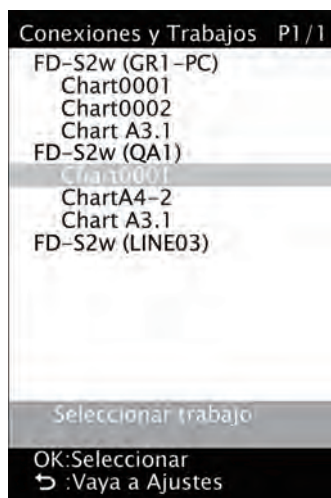 Conexiones y Trabajos P1/1
FD-S2w (GR1-PC)
Chart0001
Chart0002
Chart A3.1
FD-S2w (QA1)
Chart0001
ChartA4-2
Chart A3.1
FD-S2w (LINE03)
Seleccionar trabajo
OK:Seleccionar
⮌ :Vaya a Ajustes